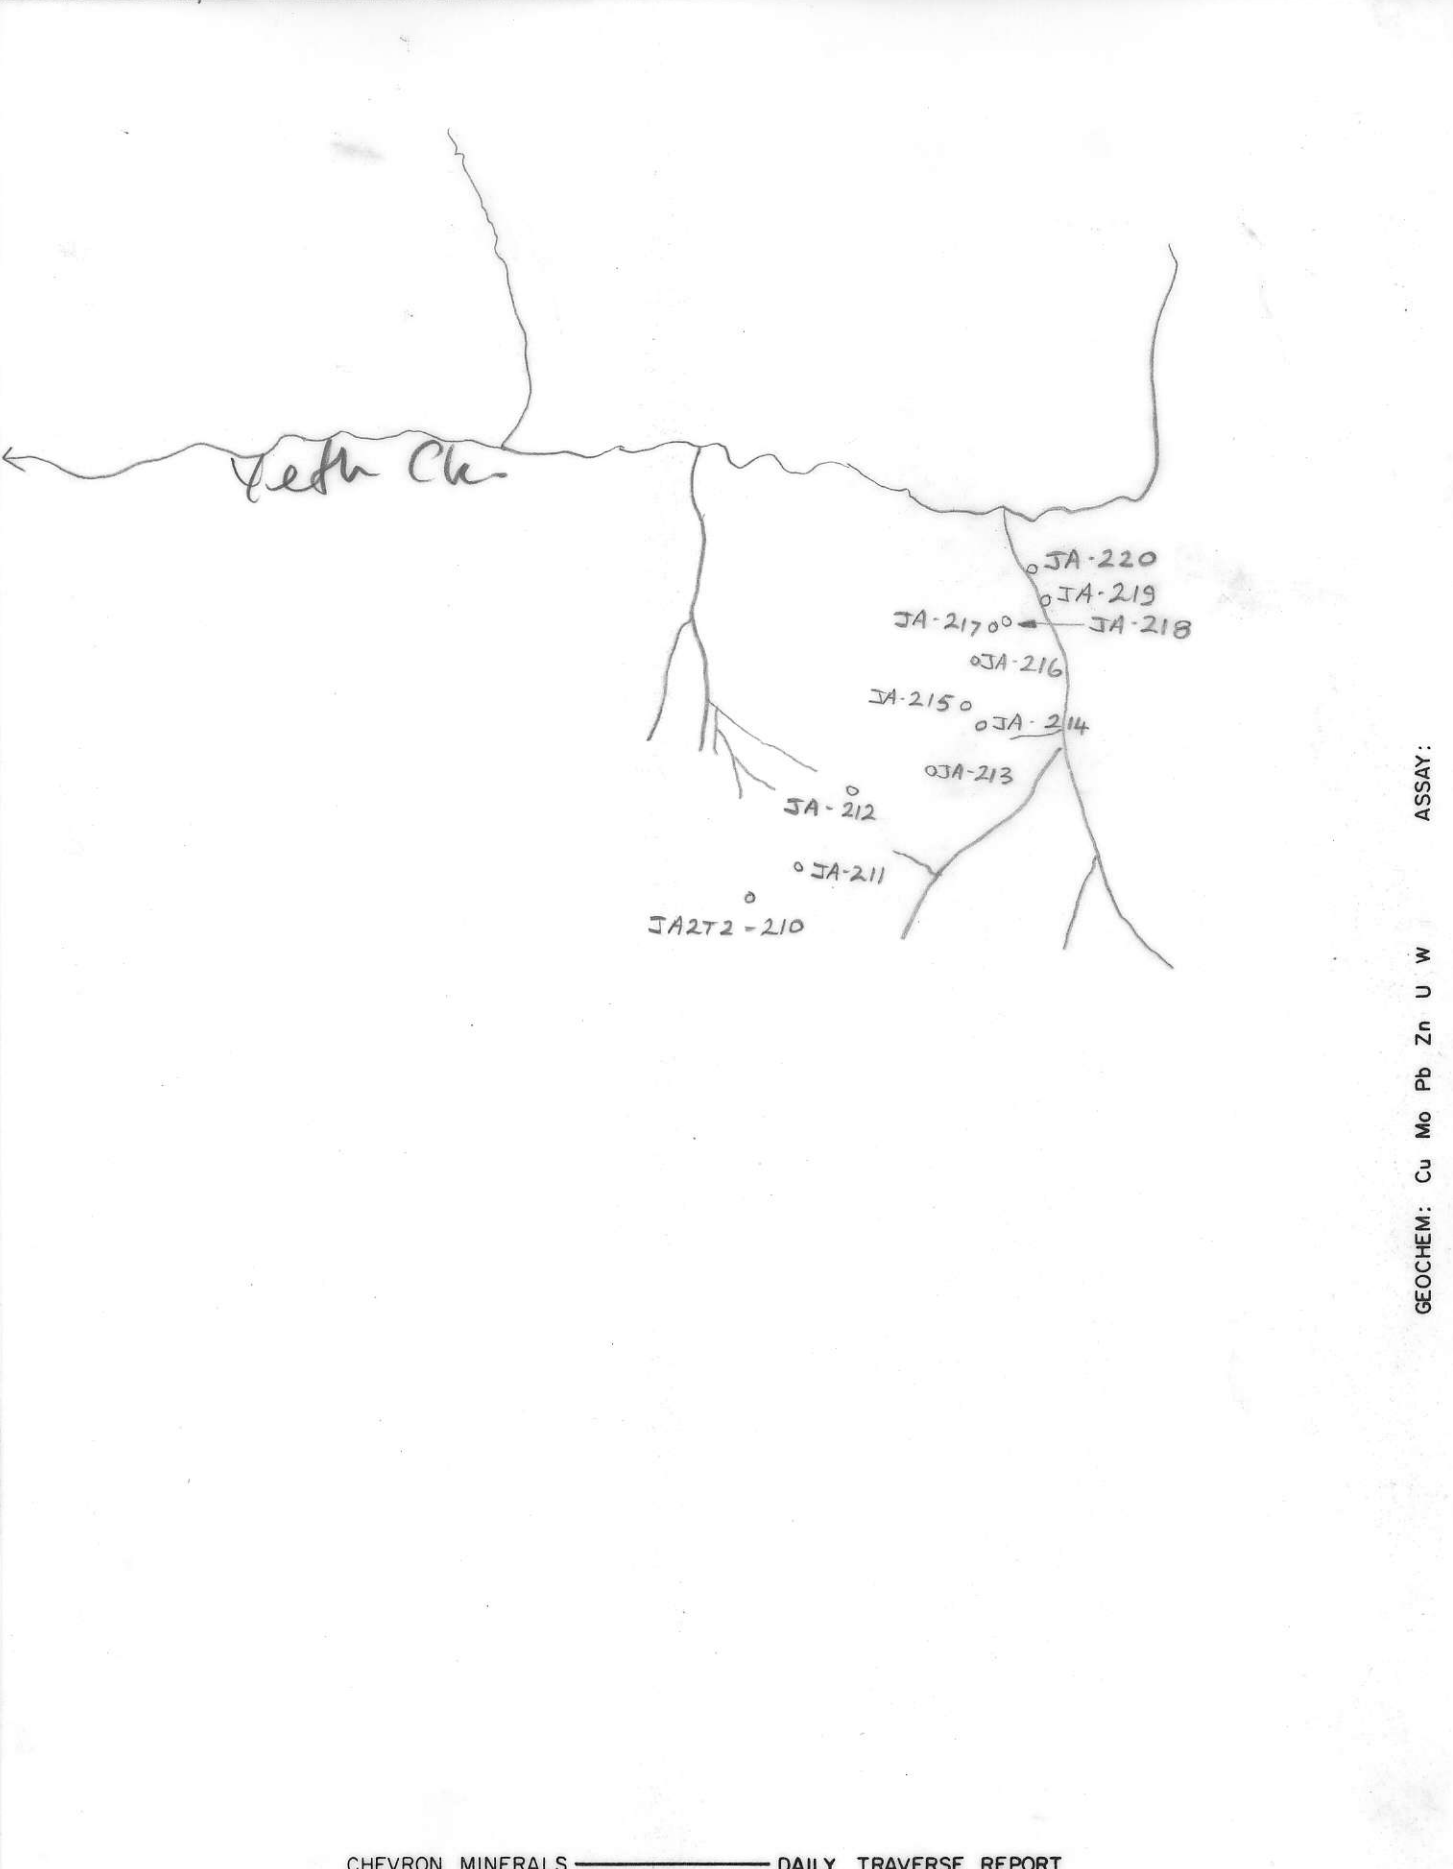 Yeth Ck.
JA-220
JA-219
JA-217
JA-218
JA-216
JA-215
JA-214
JA-213
JA-212
JA-211
JA2T2-210
ASSAY:
GEOCHEM: Cu Mo Pb Zn U W
CHEVRON MINERALS DAILY TRAVERSE REPORT